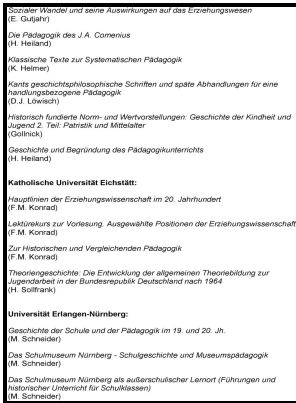 Sozialer Wandel und seine Auswirkungen auf das Erziehungswesen
(E. Gutjahr)
Die Pädagogik des J.A. Comenius
(H. Heiland)
Klassische Texte zur Systematischen Pädagogik
(K. Helmer)
Kants geschichtsphilosophische Schriften und späte Abhandlungen für eine
handlungsbezogene Pädagogik
(D.J. Löwisch)
Historisch fundierte Norm- und Wertvorstellungen: Geschichte der Kindheit und
Jugend 2. Teil: Patristik und Mittelalter
(Gollnick)
Geschichte und Begründung des Pädagogikunterrichts
(H. Heiland)
Katholische Universität Eichstätt:
Hauptlinien der Erziehungswissenschaft im 20. Jahrhundert
(F.M. Konrad)
Lektürekurs zur Vorlesung. Ausgewählte Positionen der Erziehungswissenschaft
(F.M. Konrad)
Zur Historischen und Vergleichenden Pädagogik
(F.M. Konrad)
Theoriengeschichte: Die Entwicklung der allgemeinen Theoriebildung zur
Jugendarbeit in der Bundesrepublik Deutschland nach 1964
(H. Sollfrank)
Universität Erlangen-Nürnberg:
Geschichte der Schule und der Pädagogik im 19. und 20. Jh.
(M. Schneider)
Das Schulmuseum Nürnberg - Schulgeschichte und Museumspädagogik
(M. Schneider)
Das Schulmuseum Nürnberg als außerschulischer Lernort (Führungen und
historischer Unterricht für Schulklassen)
(M. Schneider)